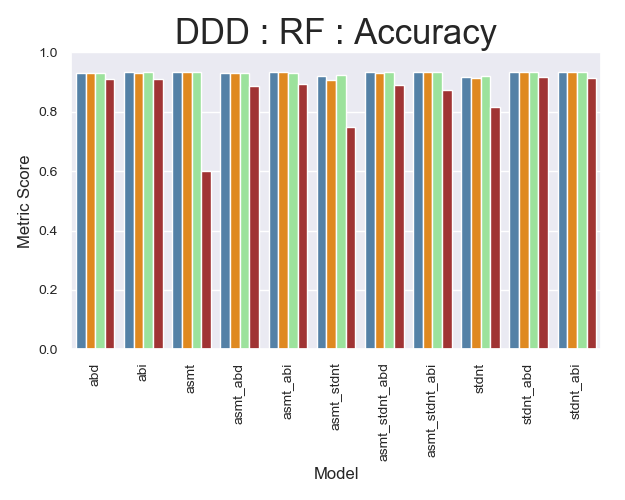 DDD : RF : Accuracy
1.0
0.8
0.6
0.4
0.2
0.0
Metric Score
abd
abi
asmt
asmt_abd
asmt_abi
asmt_stdnt
asmt_stdnt_abd
asmt_stdnt_abi
stdnt
stdnt_abd
stdnt_abi
Model